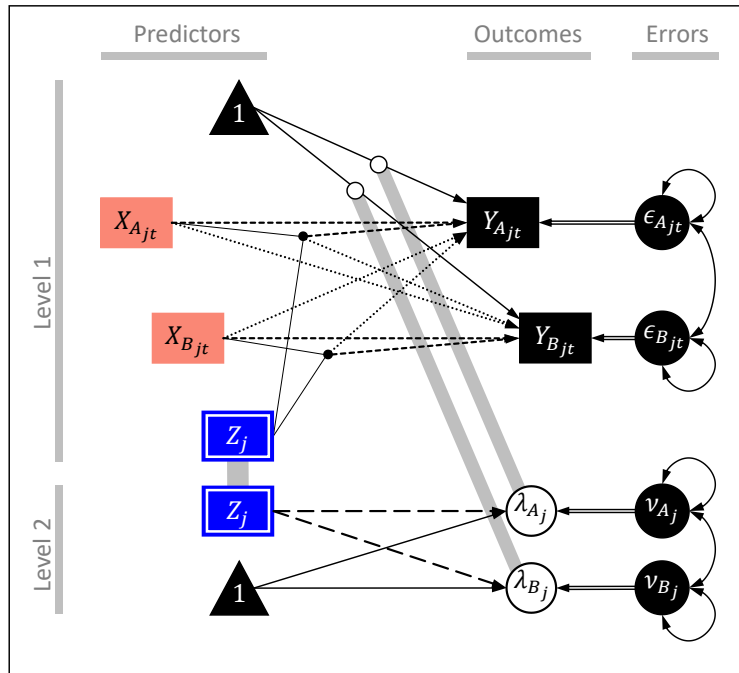 Predictors Outcomes Errors
Level 1
1
X_{A_{jt}} Y_{A_{jt}} ϵ_{A_{jt}}
X_{B_{jt}} Y_{B_{jt}} ϵ_{B_{jt}}
Z_j
Level 2
Z_j λ_{A_j} ν_{A_j}
1 λ_{B_j} ν_{B_j}